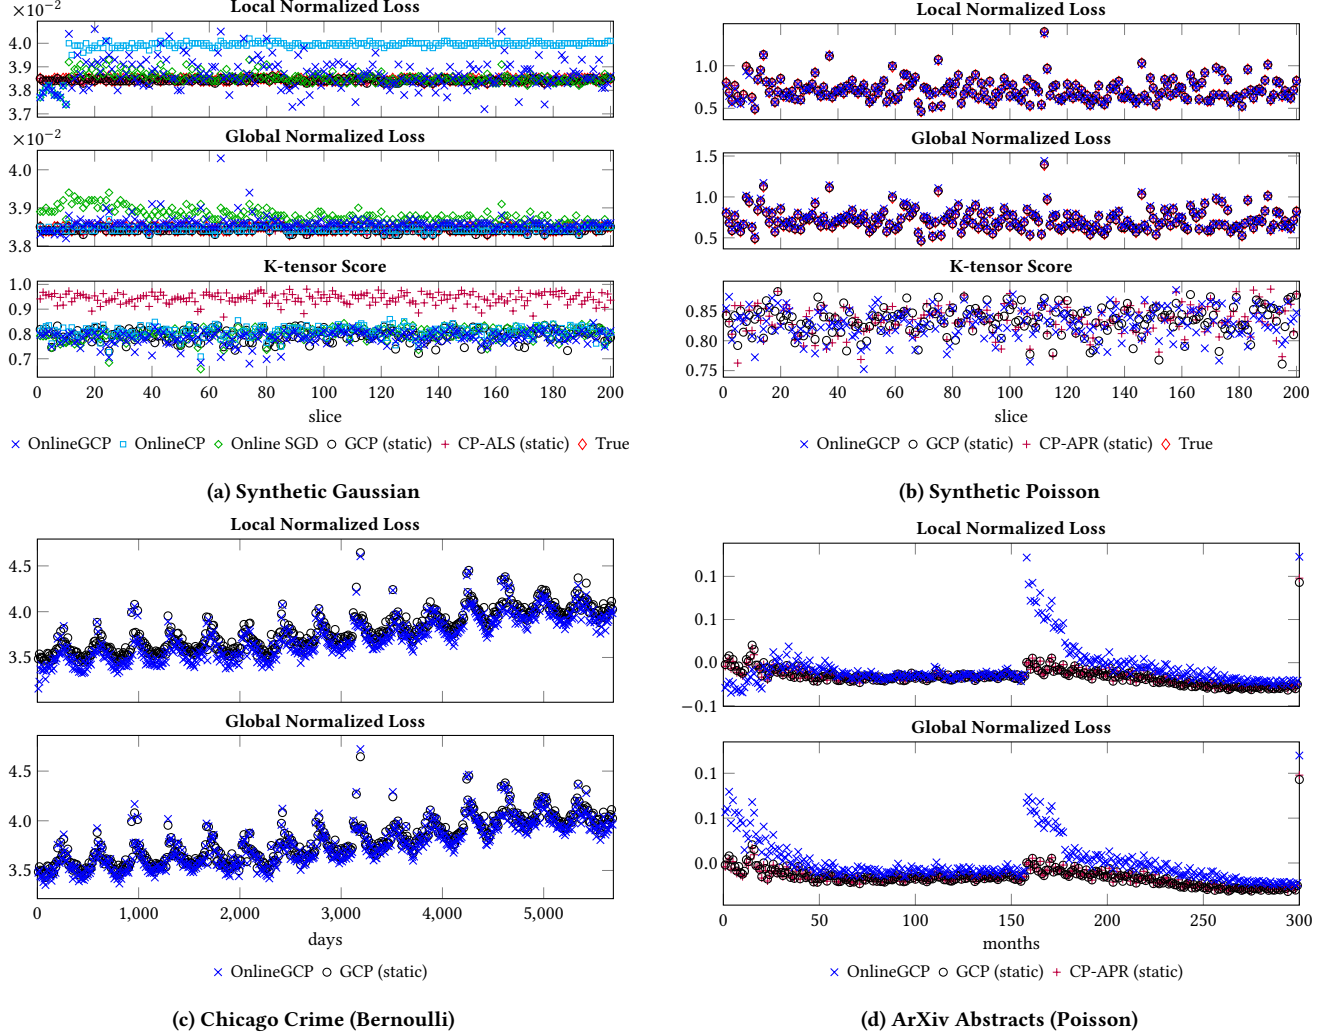 Local Normalized Loss
×10−2
4.0
3.9
3.8
3.7
Global Normalized Loss
×10−2
4.0
3.9
3.8
K-tensor Score
1.0
0.9
0.8
0.7
0 20 40 60 80 100 120 140 160 180 200
slice
OnlineGCP OnlineCP Online SGD GCP (static) CP-ALS (static) True
(a) Synthetic Gaussian
Local Normalized Loss
1.0
0.5
Global Normalized Loss
1.5
1.0
0.5
K-tensor Score
0.85
0.80
0.75
0 20 40 60 80 100 120 140 160 180 200
slice
OnlineGCP GCP (static) CP-APR (static) True
(b) Synthetic Poisson
Local Normalized Loss
4.5
4.0
3.5
Global Normalized Loss
4.5
4.0
3.5
0 1,000 2,000 3,000 4,000 5,000
days
OnlineGCP GCP (static)
(c) Chicago Crime (Bernoulli)
Local Normalized Loss
0.1
0.1
0.0
−0.1
Global Normalized Loss
0.1
0.1
0.0
0 50 100 150 200 250 300
months
OnlineGCP GCP (static) CP-APR (static)
(d) ArXiv Abstracts (Poisson)